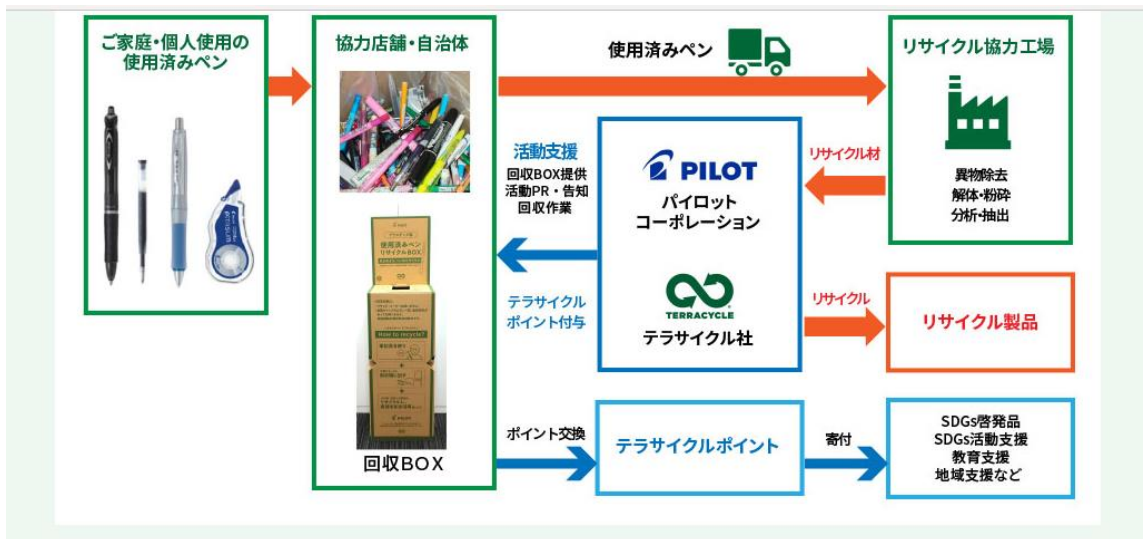 ご家庭・個人使用の
使用済みペン
協力店舗・自治体
回収BOX
使用済みペン
リサイクル協力工場
異物除去
解体・粉砕
分析・抽出
リサイクル材
活動支援
回収BOX提供
活動PR・告知
回収作業
テラサイクル
ポイント付与
PILOT
パイロット
コーポレーション
TERRACYCLE
テラサイクル社
リサイクル
リサイクル製品
使用済みペン
リサイクルBOX
How to recycle?
PILOT
ポイント交換
テラサイクルポイント
寄付
SDGs啓発品
SDGs活動支援
教育支援
地域支援など